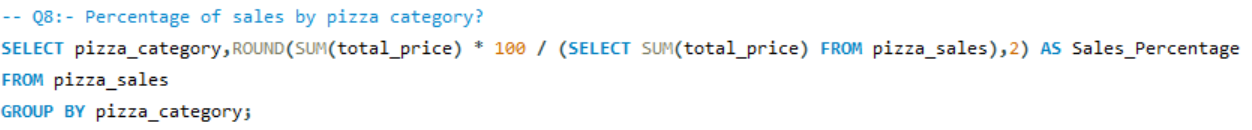 -- Q8:- Percentage of sales by pizza category?
SELECT pizza_category,ROUND(SUM(total_price) * 100 / (SELECT SUM(total_price) FROM pizza_sales),2) AS Sales_Percentage
FROM pizza_sales
GROUP BY pizza_category;